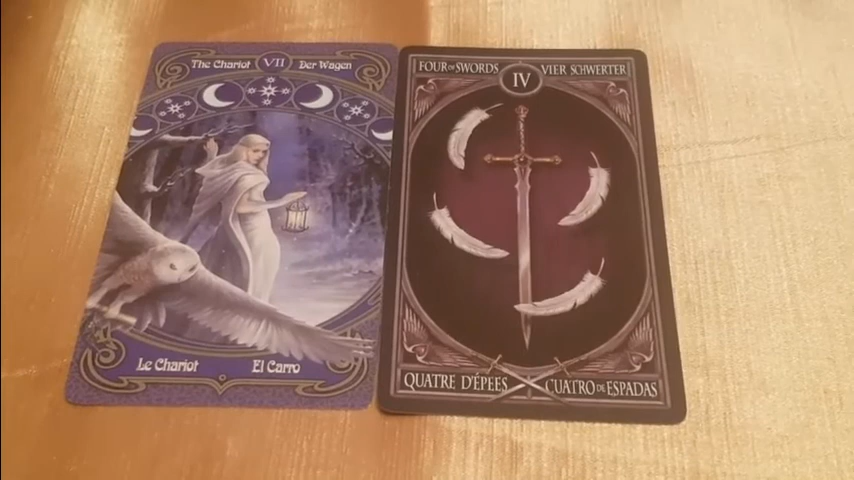 The Chariot VII Der Wagen
Le Chariot El Carro
FOUR OF SWORDS IV VIER SCHWERTER
QUATRE D'ÉPÉES CUATRO DE ESPADAS